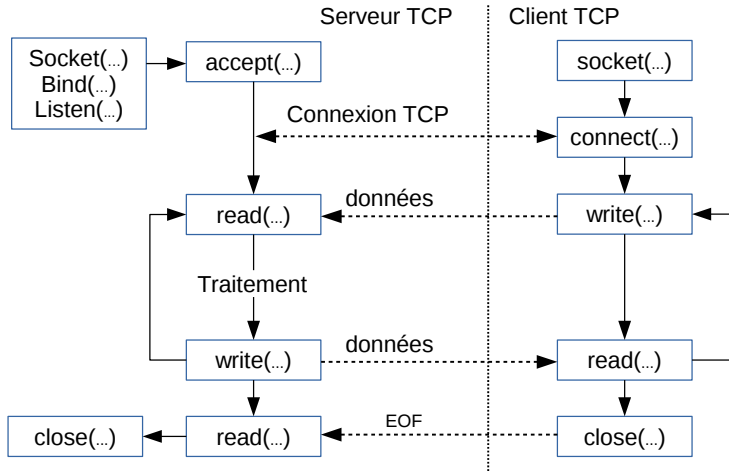 Serveur TCP
Client TCP
Socket(...)
Bind(...)
Listen(...)
accept(...)
socket(...)
Connexion TCP
connect(...)
données
read(...)
write(...)
Traitement
données
write(...)
read(...)
EOF
close(...)
read(...)
close(...)